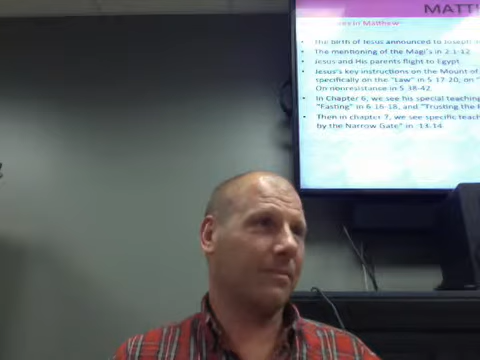 MATT
in Matthew
The birth of Jesus announced to Joseph
The mentioning of the Magi's in 2:1-12
Jesus and His parents flight to Egypt
Jesus's key instructions on the Mount of
specifically on the "Law" in 5 17-20, on "
On nonresistance in 5 38-42
In Chapter 6, we see his special teaching
"Fasting" in 6-16-18, and "Trusting the
Then in chapter 7, we see specific teac
by the Narrow Gate" in :13-14